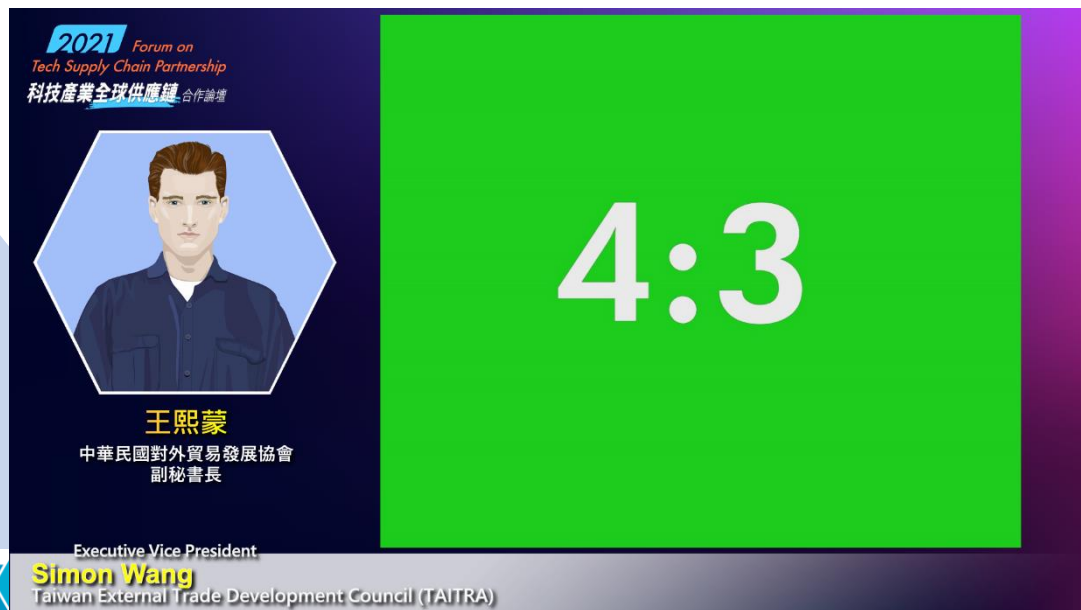 2021 Forum on
Tech Supply Chain Partnership
科技產業全球供應鏈 合作論壇
4:3
王熙蒙
中華民國對外貿易發展協會
副秘書長
Executive Vice President
Simon Wang
Taiwan External Trade Development Council (TAITRA)